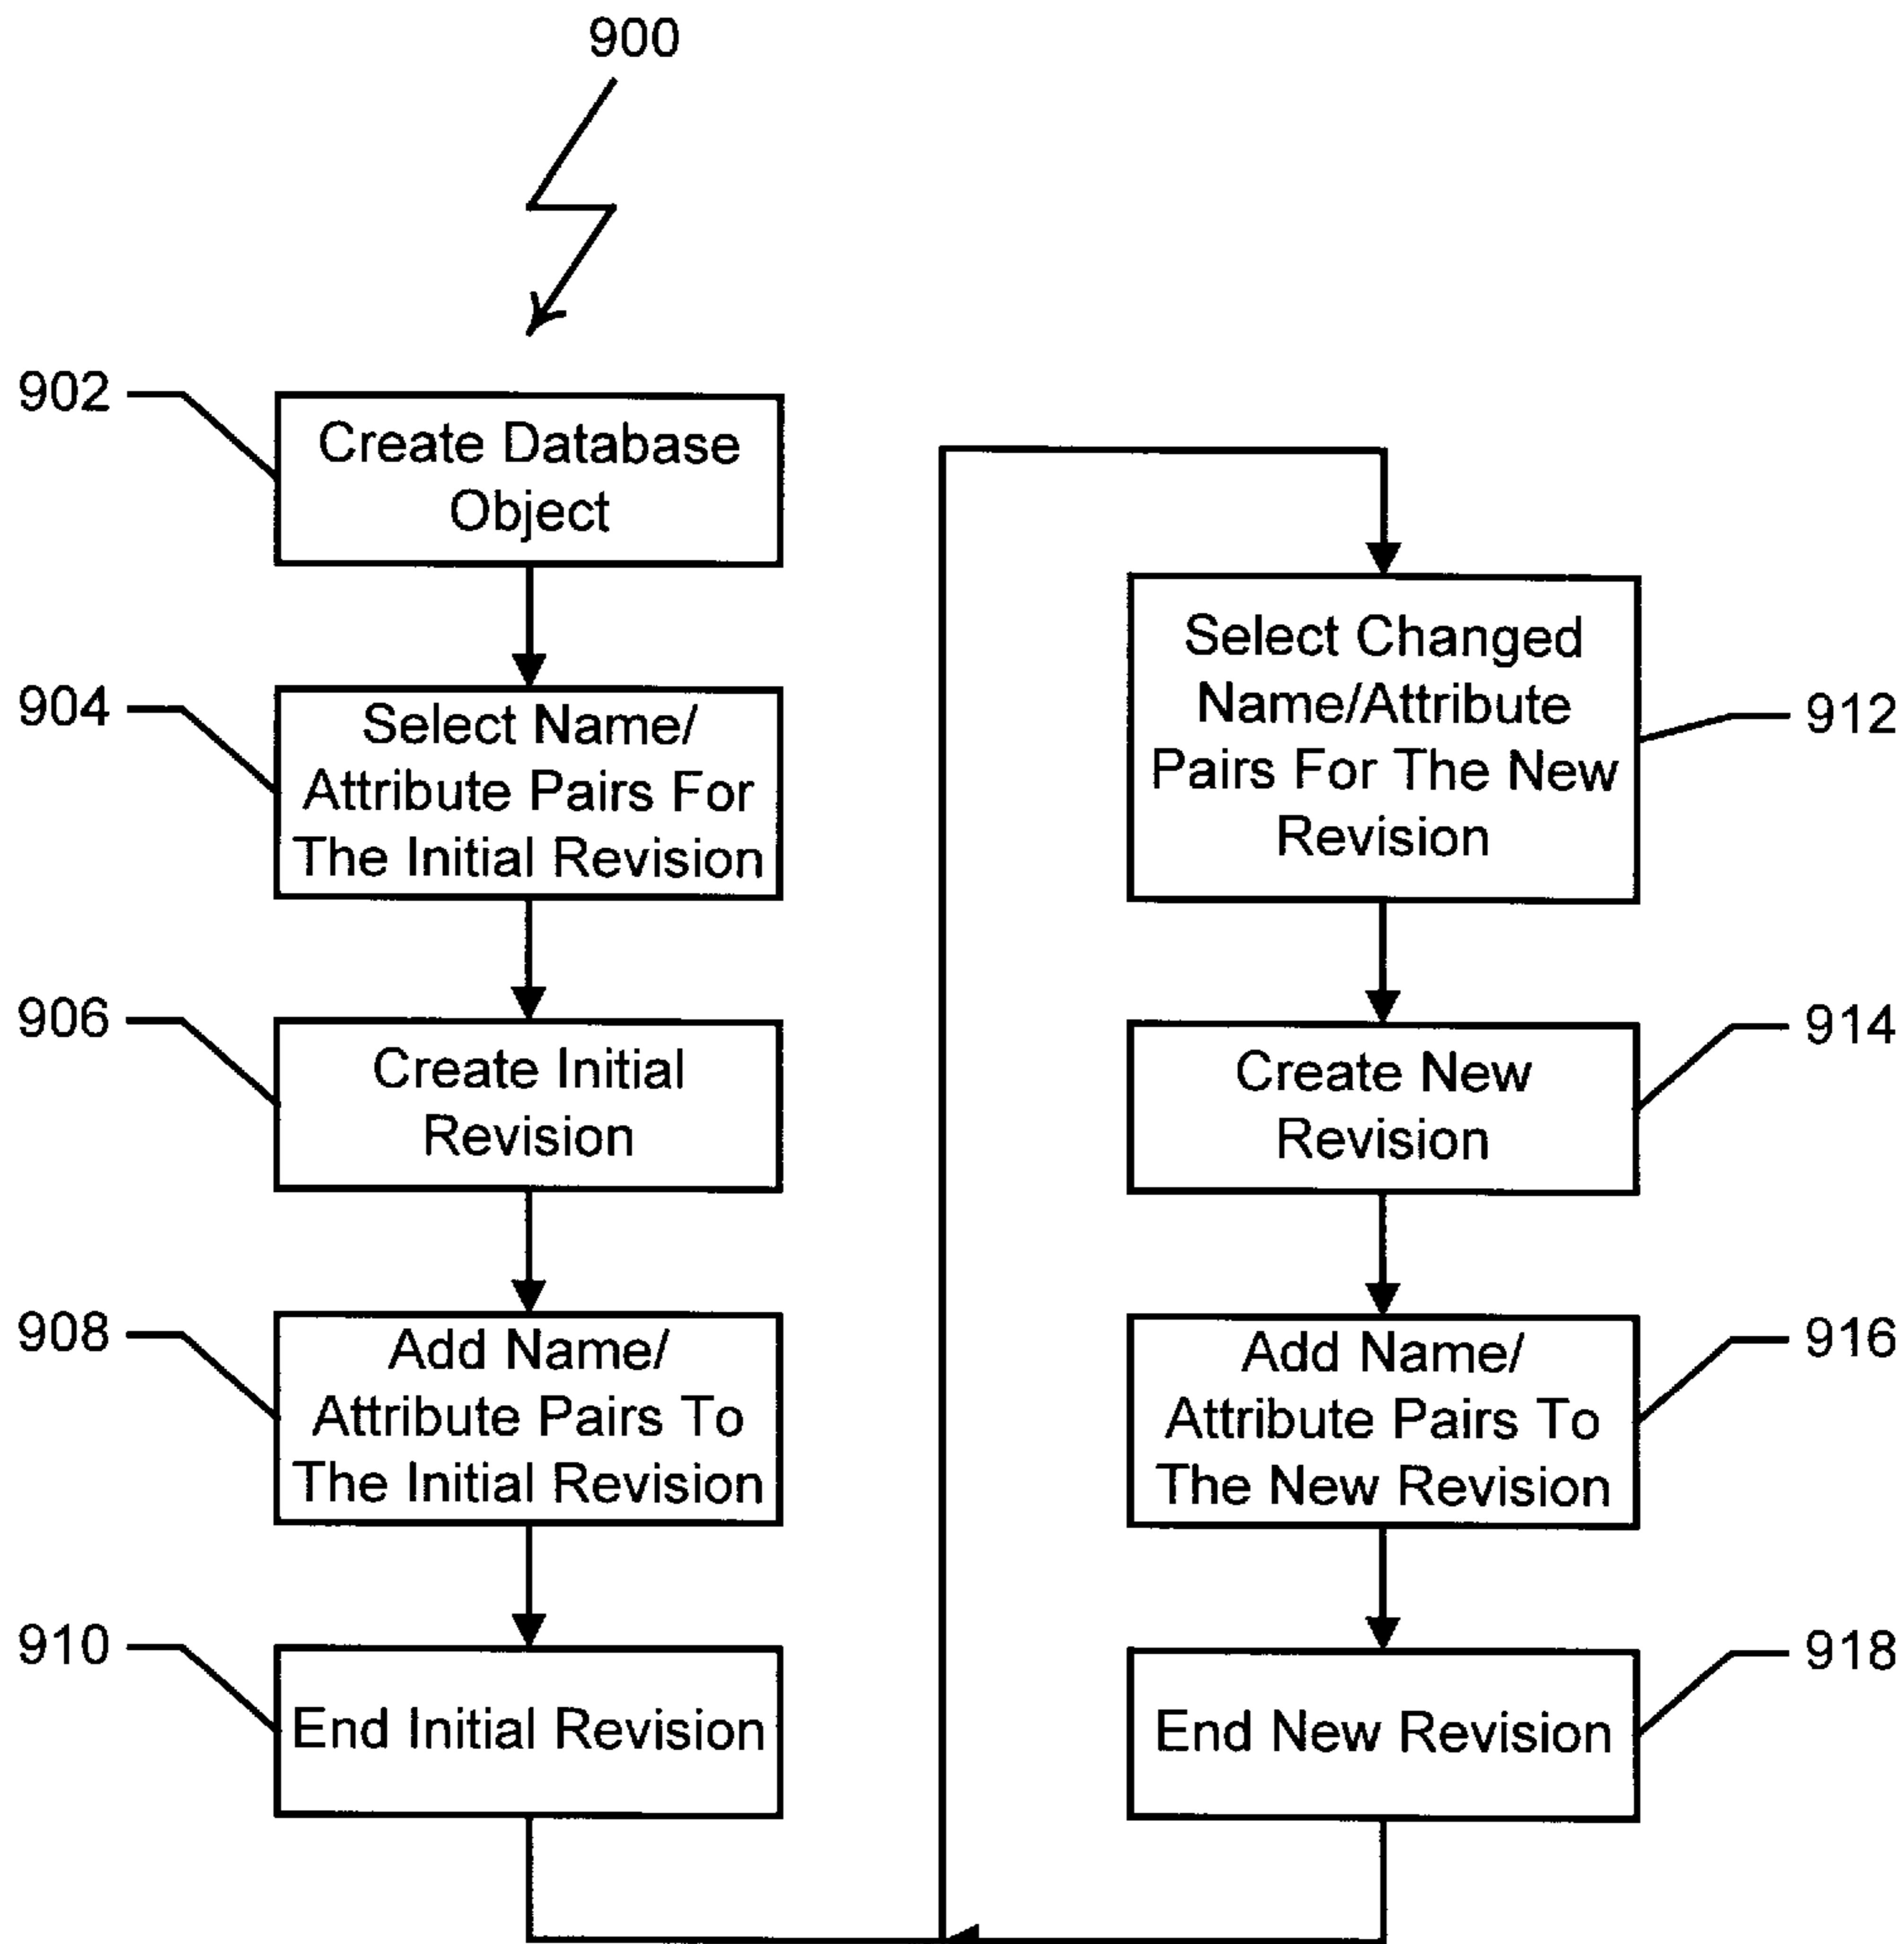 900
902
Create Database
Object
904
Select Name/
Attribute Pairs For
The Initial Revision
906
Create Initial
Revision
908
Add Name/
Attribute Pairs To
The Initial Revision
910
End Initial Revision
Select Changed
Name/Attribute
Pairs For The New
Revision
912
Create New
Revision
914
Add Name/
Attribute Pairs To
The New Revision
916
End New Revision
918